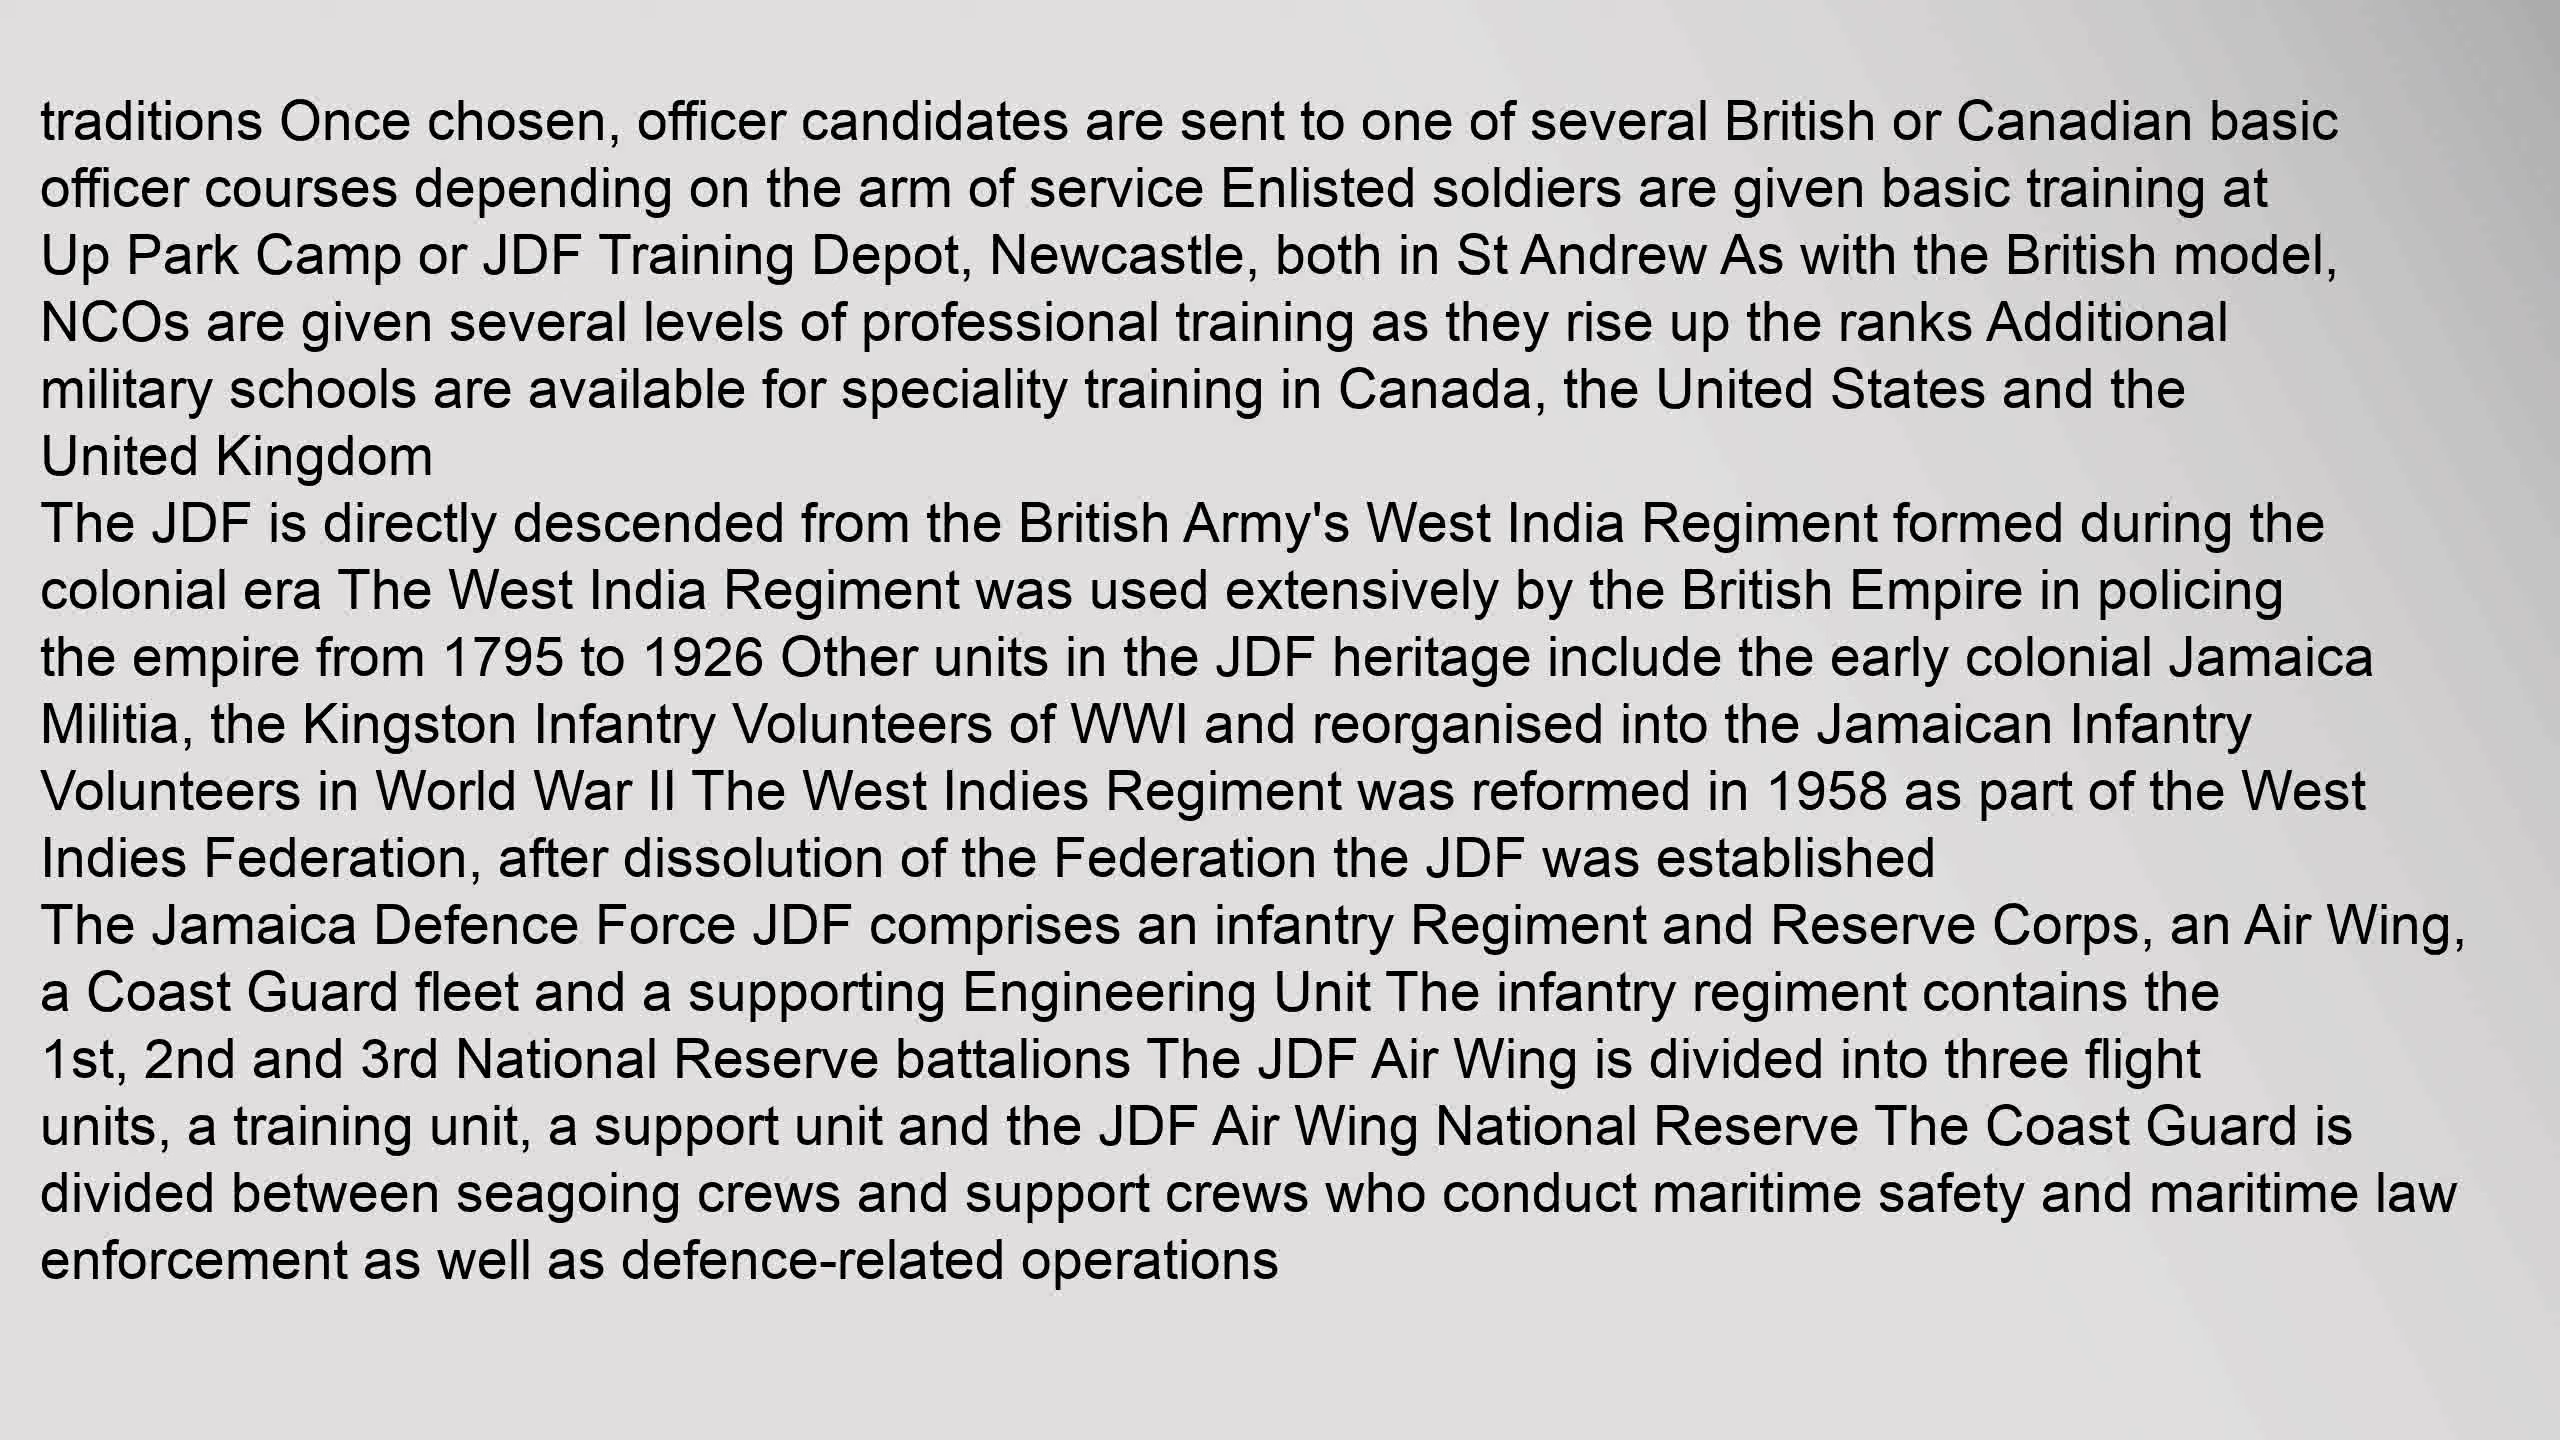 traditions Once chosen, officer candidates are sent to one of several British or Canadian basic
officer courses depending on the arm of service Enlisted soldiers are given basic training at
Up Park Camp or JDF Training Depot, Newcastle, both in St Andrew As with the British model,
NCOs are given several levels of professional training as they rise up the ranks Additional
military schools are available for speciality training in Canada, the United States and the
United Kingdom
The JDF is directly descended from the British Army's West India Regiment formed during the
colonial era The West India Regiment was used extensively by the British Empire in policing
the empire from 1795 to 1926 Other units in the JDF heritage include the early colonial Jamaica
Militia, the Kingston Infantry Volunteers of WWI and reorganised into the Jamaican Infantry
Volunteers in World War II The West Indies Regiment was reformed in 1958 as part of the West
Indies Federation, after dissolution of the Federation the JDF was established
The Jamaica Defence Force JDF comprises an infantry Regiment and Reserve Corps, an Air Wing,
a Coast Guard fleet and a supporting Engineering Unit The infantry regiment contains the
1st, 2nd and 3rd National Reserve battalions The JDF Air Wing is divided into three flight
units, a training unit, a support unit and the JDF Air Wing National Reserve The Coast Guard is
divided between seagoing crews and support crews who conduct maritime safety and maritime law
enforcement as well as defence-related operations